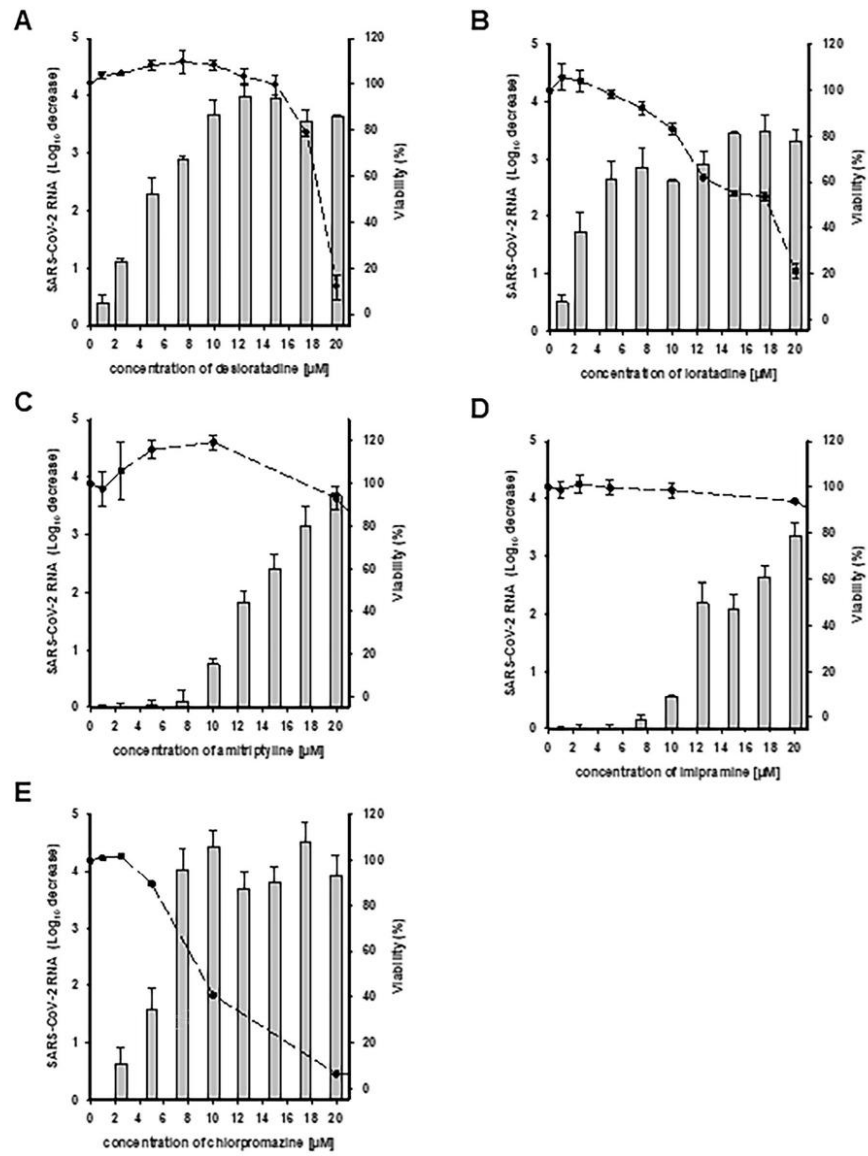 A
SARS-CoV-2 RNA (Log₁₀ decrease)
5
4
3
2
1
0
120
100
80
60
40
20
0
Viability (%)
0 2 4 6 8 10 12 14 16 18 20
concentration of desloratadine [µM]
B
SARS-CoV-2 RNA (Log₁₀ decrease)
5
4
3
2
1
0
120
100
80
60
40
20
0
Viability (%)
0 2 4 6 8 10 12 14 16 18 20
concentration of loratadine [µM]
C
SARS-CoV-2 RNA (Log₁₀ decrease)
5
4
3
2
1
0
120
100
80
60
40
20
0
Viability (%)
0 2 4 6 8 10 12 14 16 18 20
concentration of amitriptyline [µM]
D
SARS-CoV-2 RNA (Log₁₀ decrease)
5
4
3
2
1
0
120
100
80
60
40
20
0
Viability (%)
0 2 4 6 8 10 12 14 16 18 20
concentration of imipramine [µM]
E
SARS-CoV-2 RNA (Log₁₀ decrease)
5
4
3
2
1
0
120
100
80
60
40
20
0
Viability (%)
0 2 4 6 8 10 12 14 16 18 20
concentration of chlorpromazine [µM]